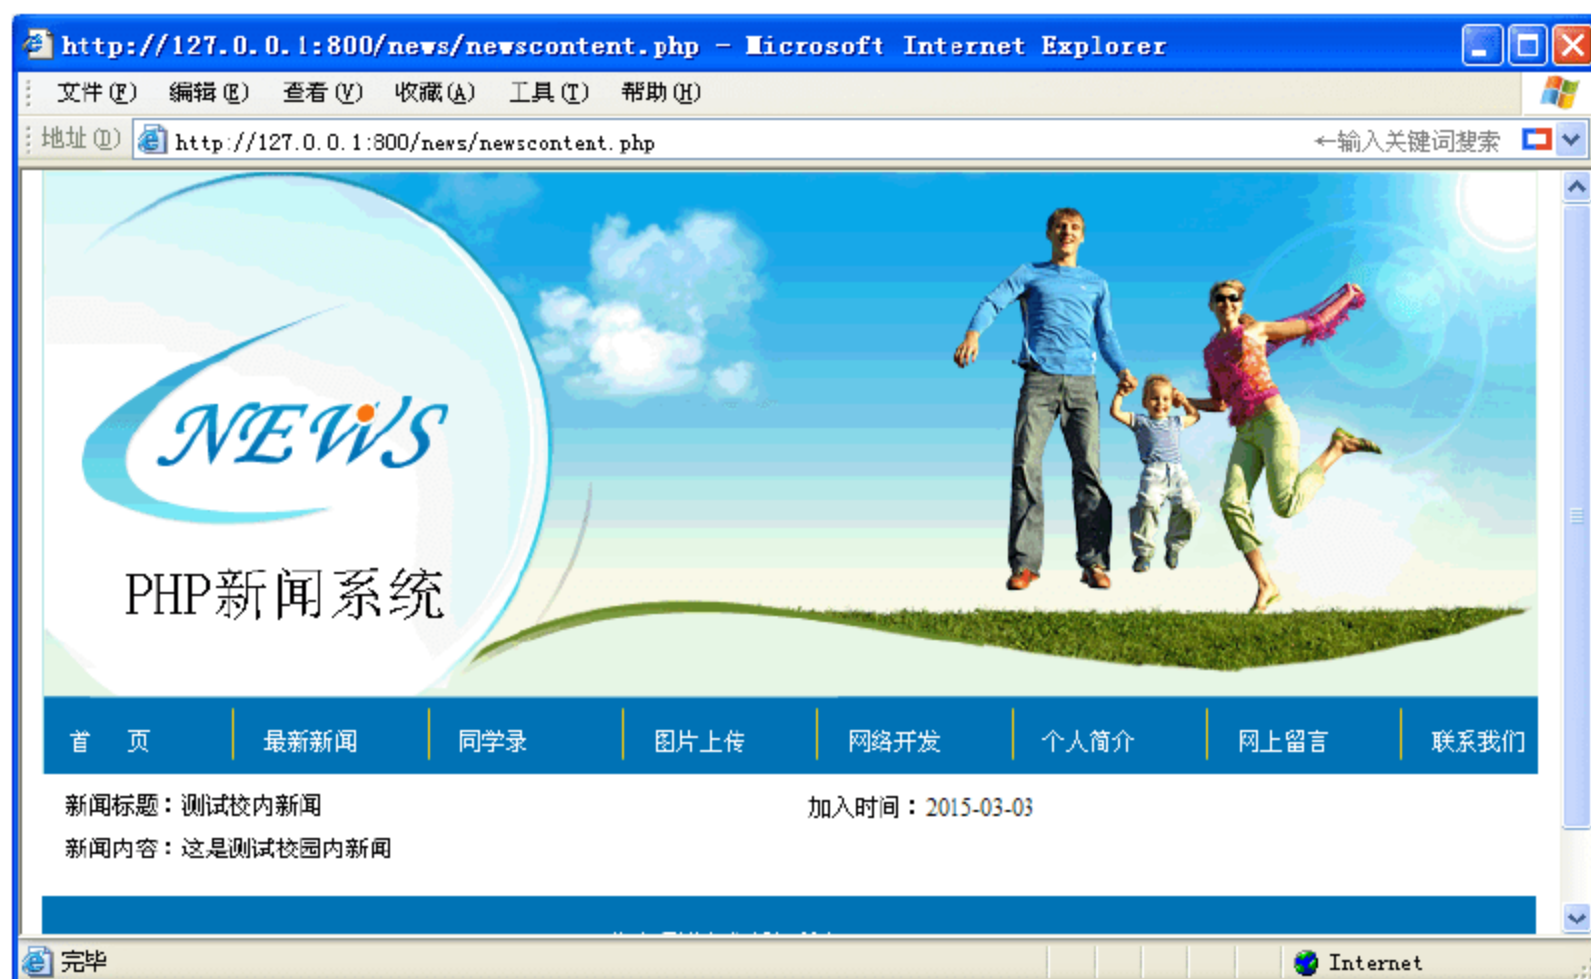 http://127.0.0.1:800/news/newscontent.php - Microsoft Internet Explorer
文件(F) 编辑(E) 查看(V) 收藏(A) 工具(T) 帮助(H)
地址(D) http://127.0.0.1:800/news/newscontent.php ←输入关键词搜索
NEWS
PHP新闻系统
首 页 最新新闻 同学录 图片上传 网络开发 个人简介 网上留言 联系我们
新闻标题：测试校内新闻 加入时间：2015-03-03
新闻内容：这是测试校园内新闻
完毕 Internet